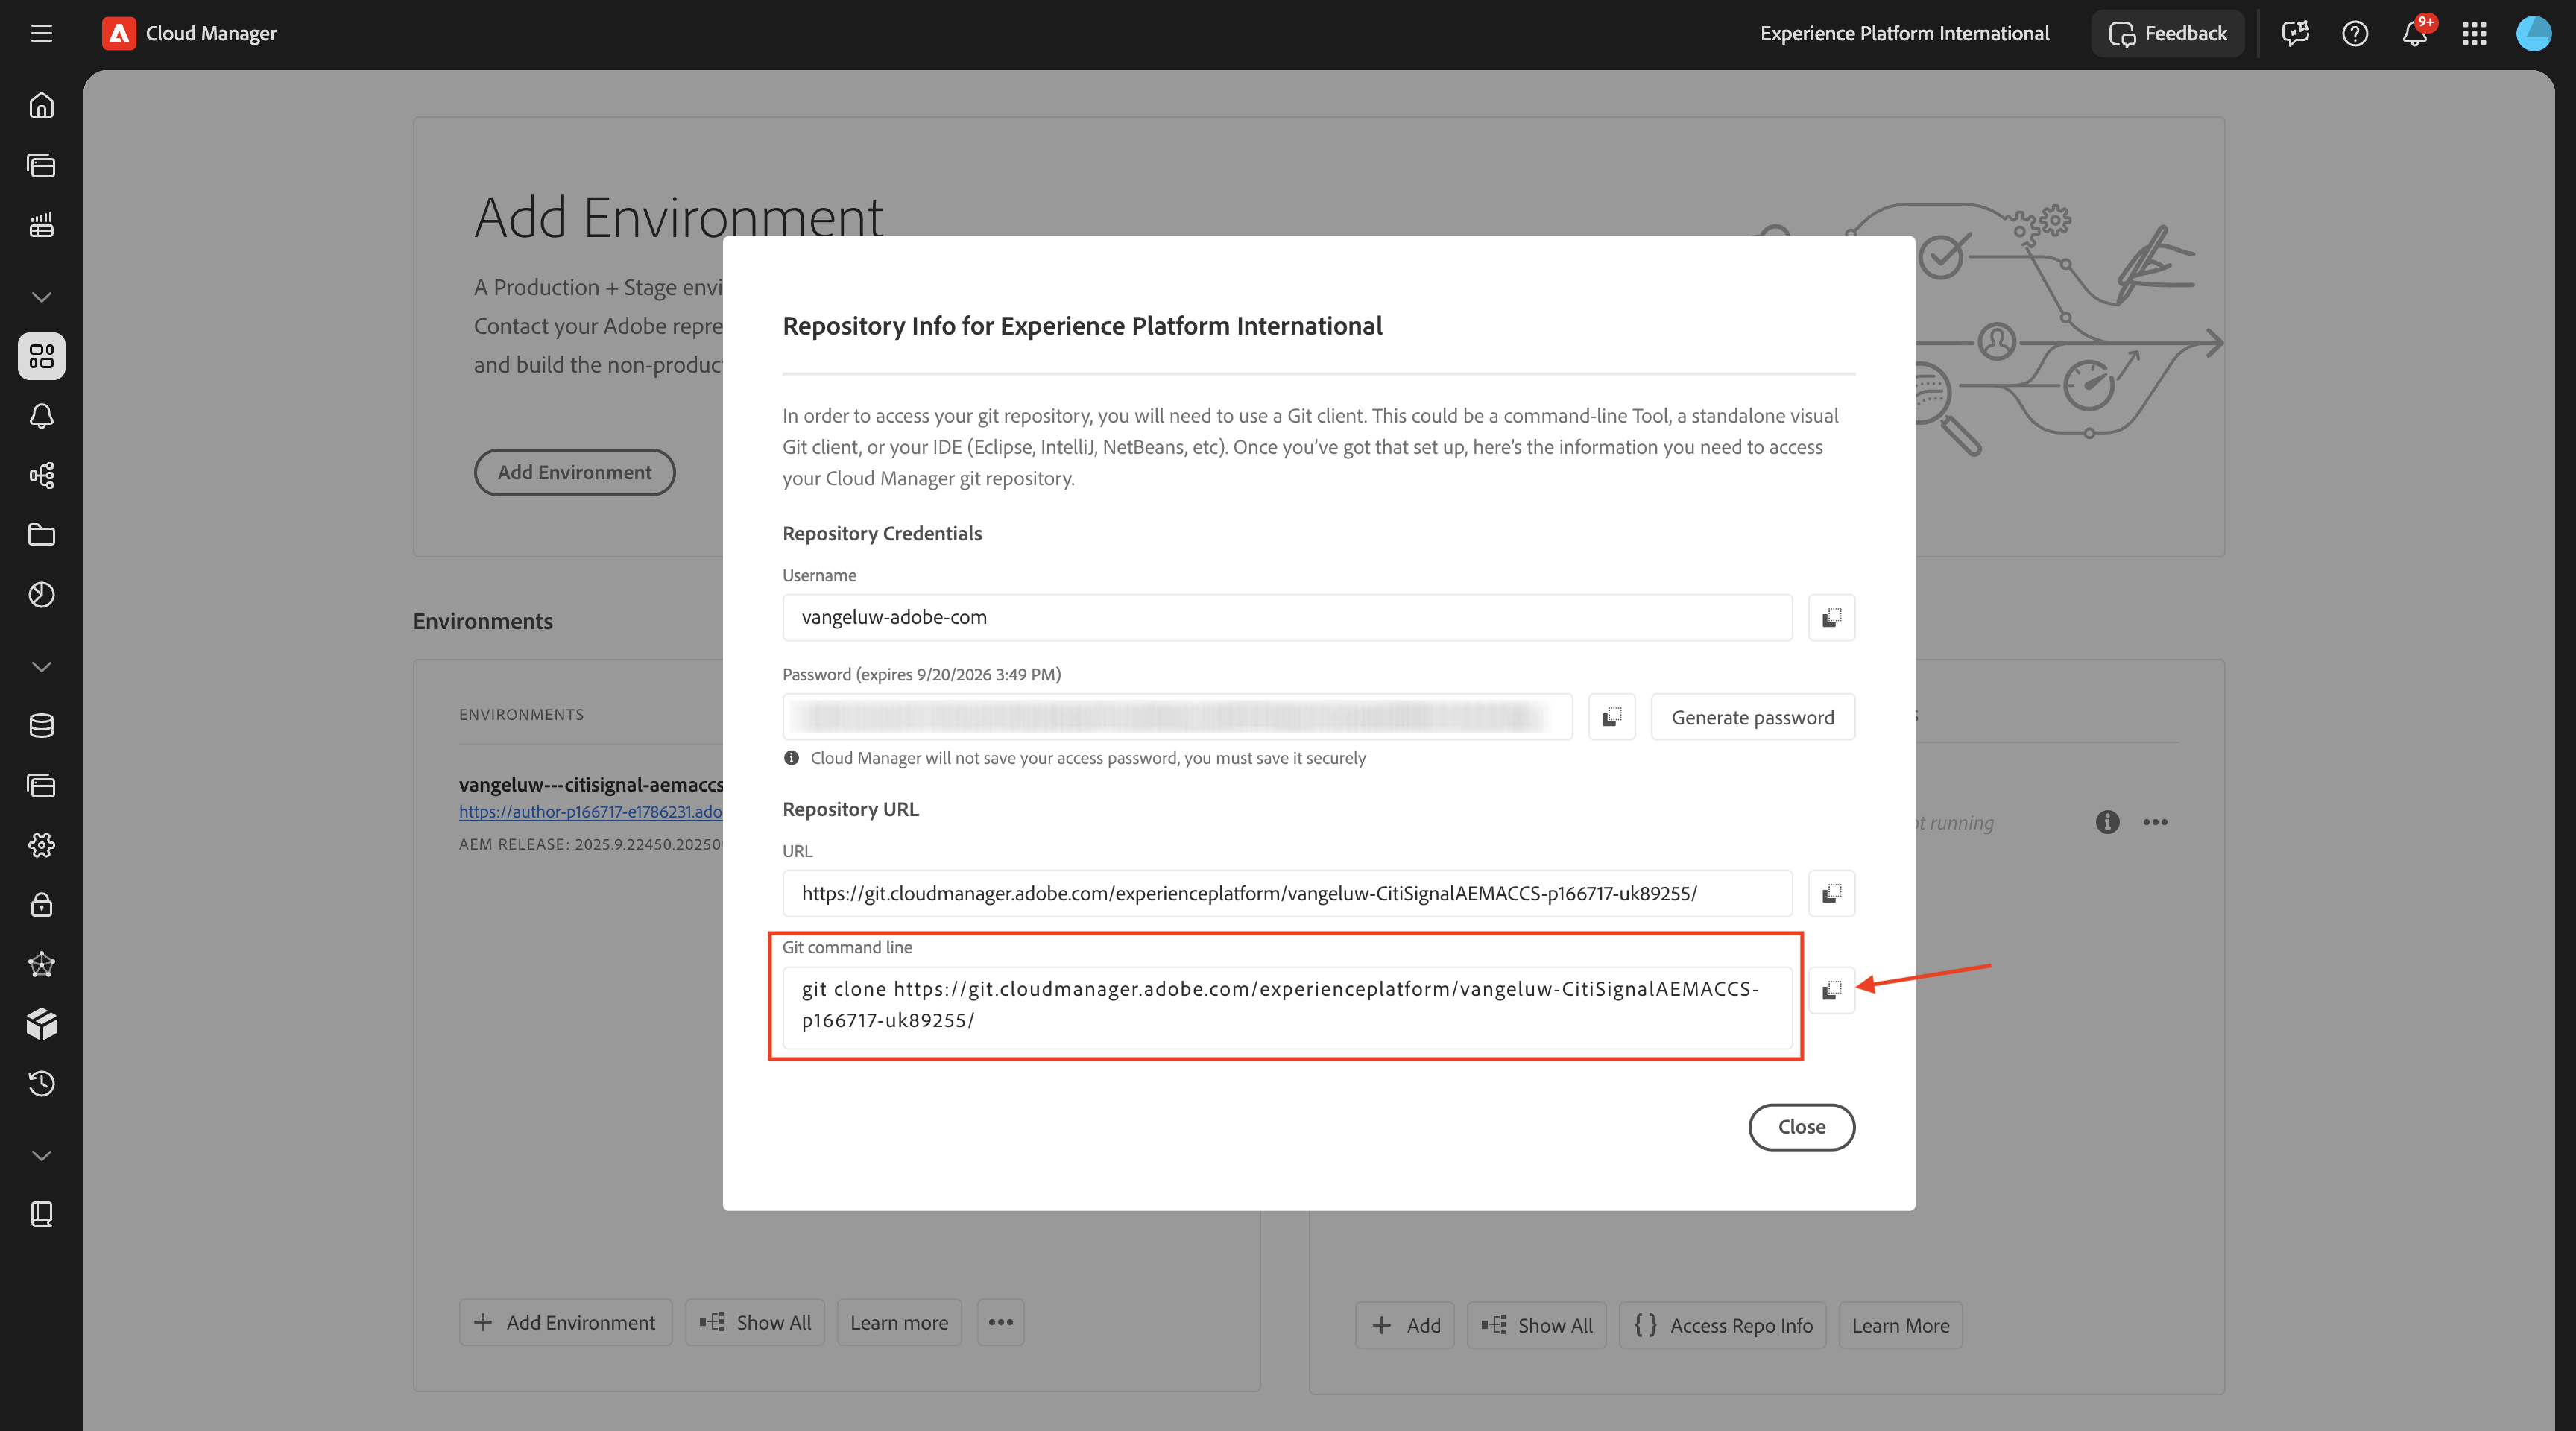 Cloud Manager
Experience Platform International
Feedback
9+
Add Environment
A Production + Stage envi
Contact your Adobe repre
and build the non-produc
Add Environment
Repository Info for Experience Platform International
In order to access your git repository, you will need to use a Git client. This could be a command-line Tool, a standalone visual
Git client, or your IDE (Eclipse, IntelliJ, NetBeans, etc). Once you've got that set up, here's the information you need to access
your Cloud Manager git repository.
Repository Credentials
Username
vangeluw-adobe-com
Password (expires 9/20/2026 3:49 PM)
Generate password
Cloud Manager will not save your access password, you must save it securely
Repository URL
URL
https://git.cloudmanager.adobe.com/experienceplatform/vangeluw-CitiSignalAEMACCS-p166717-uk89255/
Git command line
git clone https://git.cloudmanager.adobe.com/experienceplatform/vangeluw-CitiSignalAEMACCS-
p166717-uk89255/
Close
Environments
ENVIRONMENTS
vangeluw---citisignal-aemaccs
https://author-p166717-e1786231.ado
AEM RELEASE: 2025.9.22450.20250
running
Add Environment
Show All
Learn more
Add
Show All
Access Repo Info
Learn More